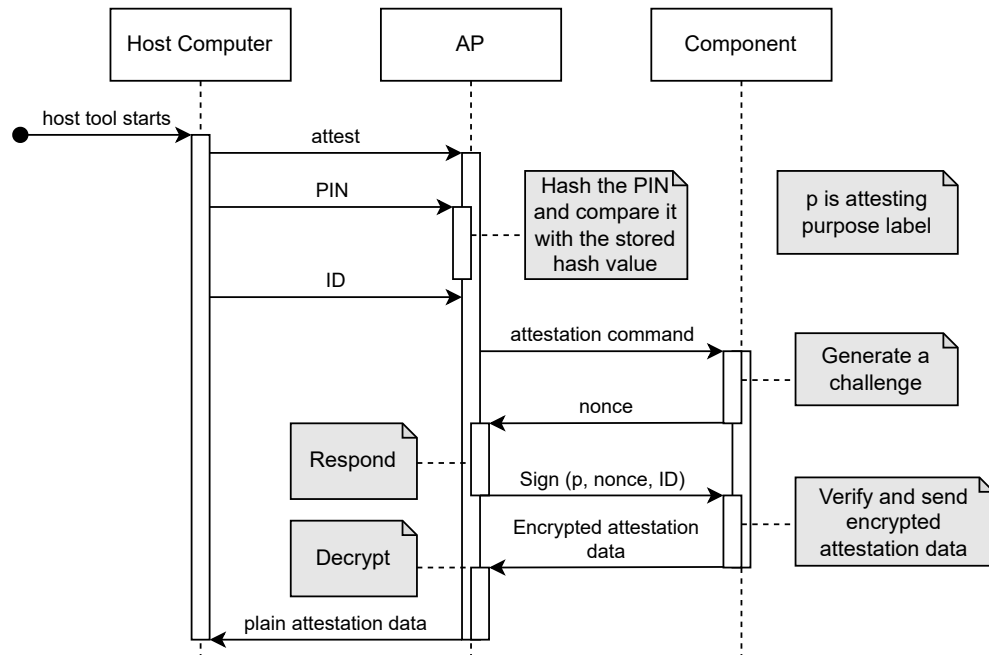 Host Computer
AP
Component
host tool starts
attest
PIN
Hash the PIN
and compare it
with the stored
hash value
p is attesting
purpose label
ID
attestation command
Generate a
challenge
nonce
Respond
Sign (p, nonce, ID)
Verify and send
encrypted
attestation data
Encrypted attestation
data
Decrypt
plain attestation data